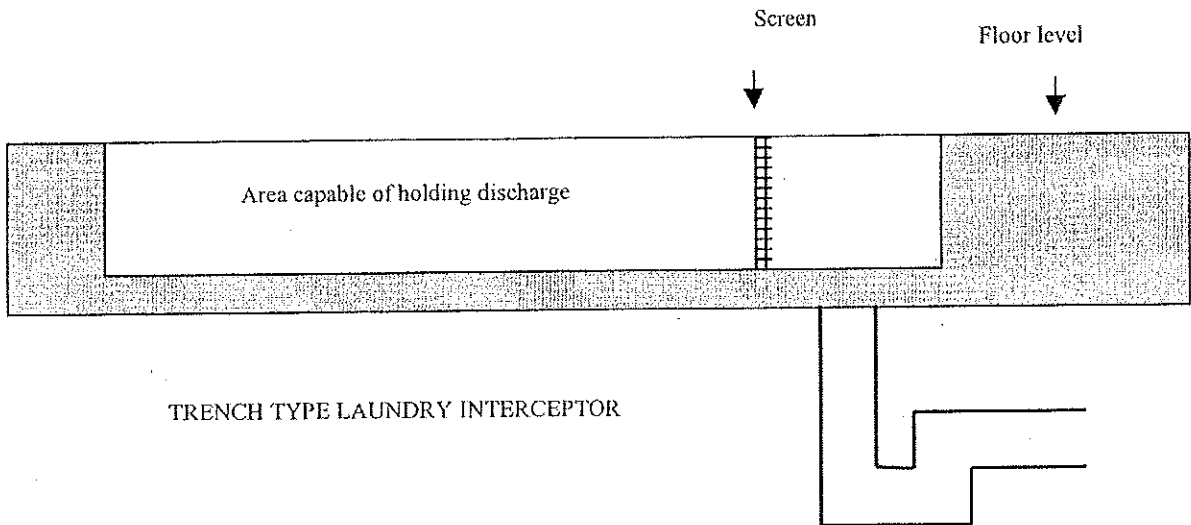 Screen
Floor level
Area capable of holding discharge
TRENCH TYPE LAUNDRY INTERCEPTOR